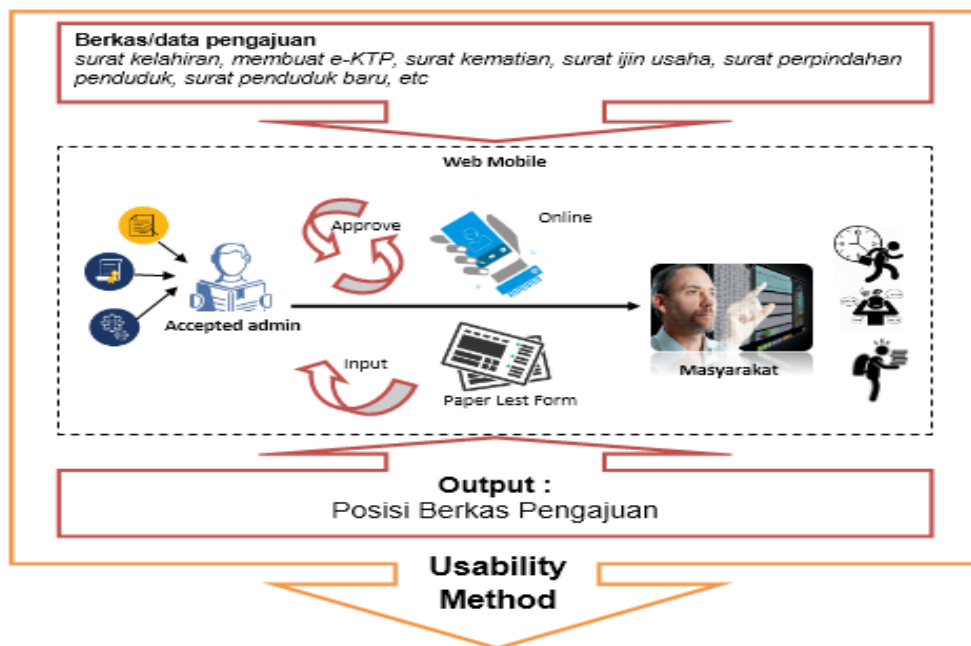 Berkas/data pengajuan
surat kelahiran, membuat e-KTP, surat kematian, surat ijin usaha, surat perpindahan
penduduk, surat penduduk baru, etc
Web Mobile
Approve
Online
Accepted admin
Input
Paper Lest Form
Masyarakat
Output :
Posisi Berkas Pengajuan
Usability
Method